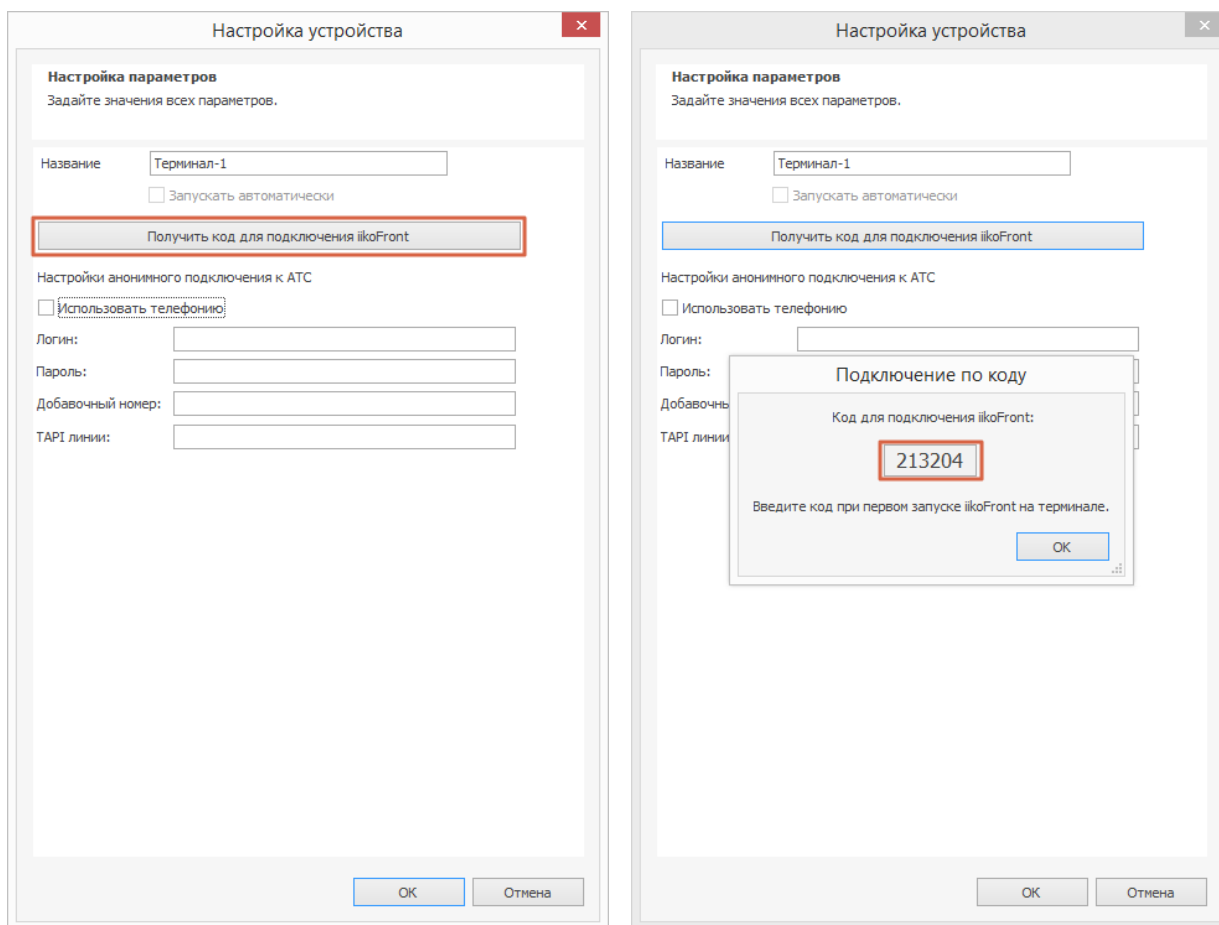 Настройка устройства
Настройка параметров
Задайте значения всех параметров.
Название
Терминал-1
Запускать автоматически
Получить код для подключения iikoFront
Настройки анонимного подключения к АТС
Использовать телефонию
Логин:
Пароль:
Добавочный номер:
TAPI линии:
OK
Отмена
Настройка устройства
Настройка параметров
Задайте значения всех параметров.
Название
Терминал-1
Запускать автоматически
Получить код для подключения iikoFront
Настройки анонимного подключения к АТС
Использовать телефонию
Логин:
Пароль:
Добавочнь
TAPI линии
Подключение по коду
Код для подключения iikoFront:
213204
Введите код при первом запуске iikoFront на терминале.
OK
OK
Отмена